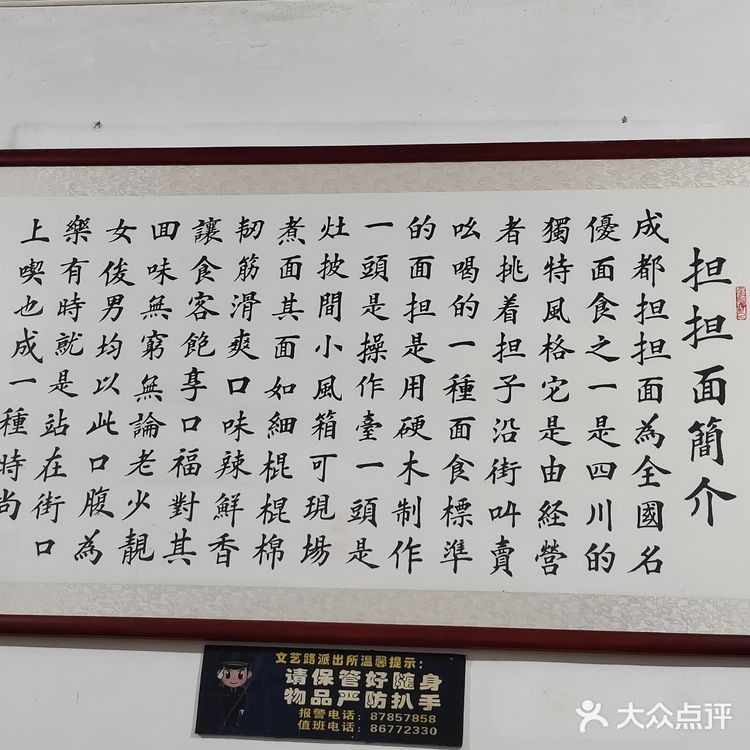 担担面簡介
成都担担面為全國名
優面食之一是四川的
獨特風格它是由経營
者挑着担子沿街叫賣
吆喝的一種面食標準
的面担是用硬木制作
一頭是操作臺一頭是
灶披間小風箱可現場
煮面其面如細棍棍棉
韧筋滑爽口味辣鮮香
讓食客飽享口福對其
囬味無窮無論老少靚
女俊男均以此口腹為
樂有時就是站在街口
上喫也成一種時尚
文艺路派出所温馨提示：
请保管好随身
物品严防扒手
报警电话：87857858
值班电话：86772330
大众点评